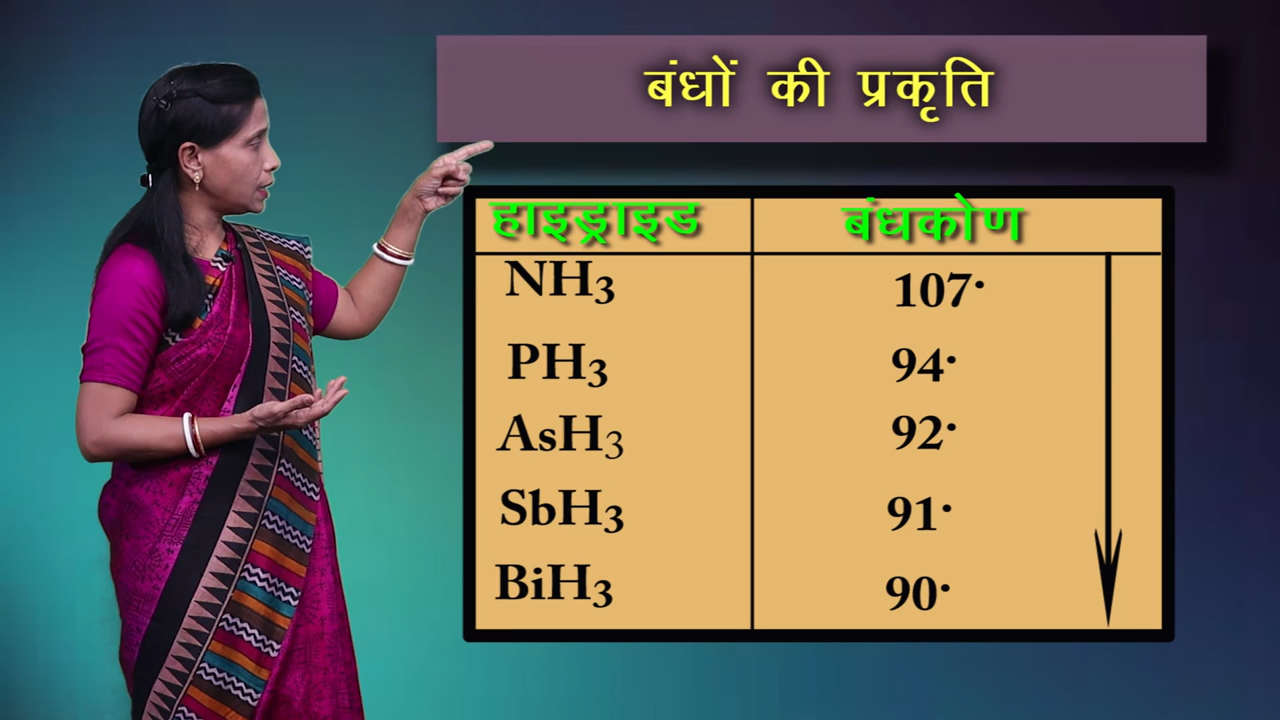 बंधों की प्रकृति
हाइड्राइड बंधकोण
NH₃ 107·
PH₃ 94·
AsH₃ 92·
SbH₃ 91·
BiH₃ 90·